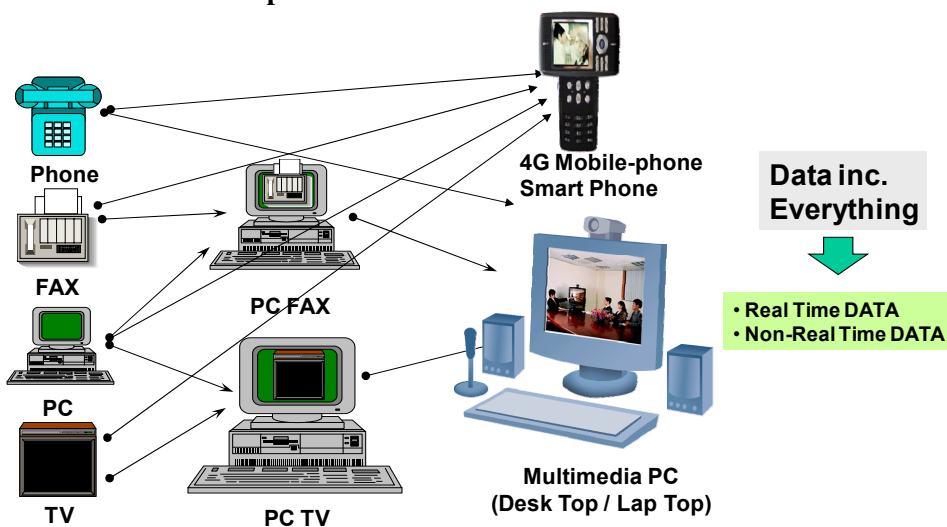 Phone
FAX
PC
TV
PC FAX
PC TV
4G Mobile-phone
Smart Phone
Multimedia PC
(Desk Top / Lap Top)
Data inc.
Everything
• Real Time DATA
• Non-Real Time DATA